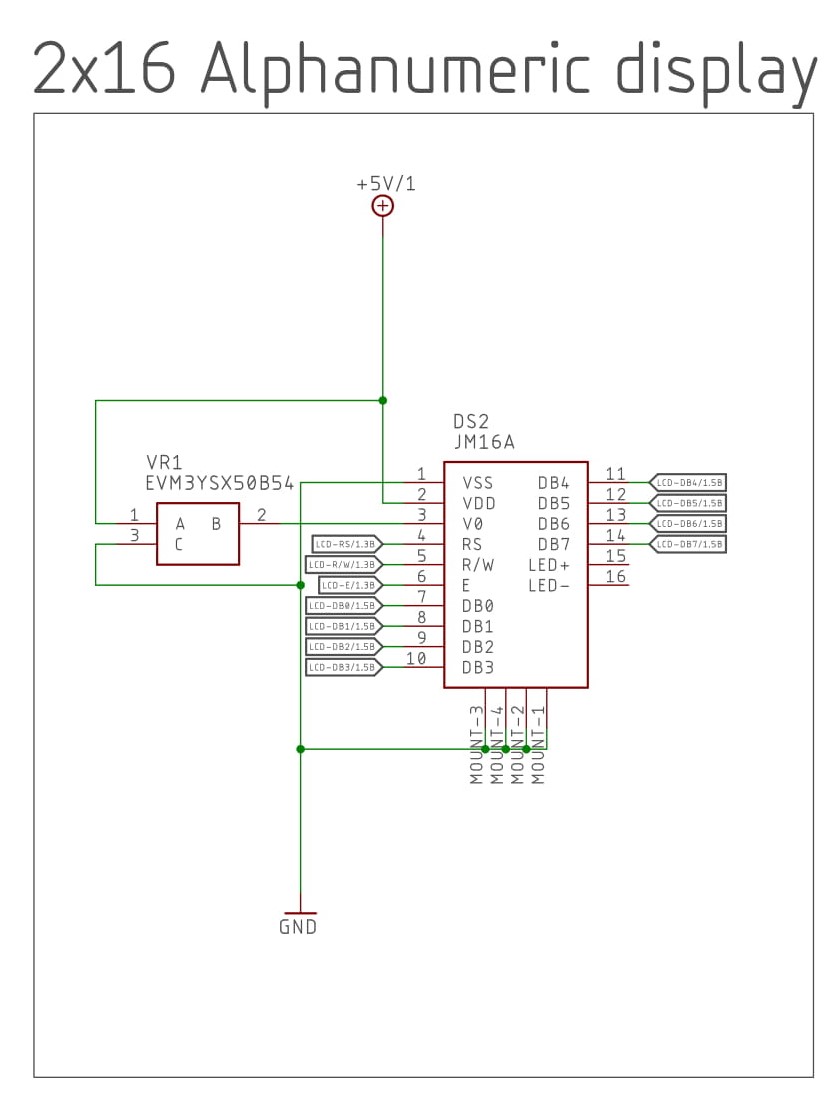 2x16 Alphanumeric display
+5V/1
DS2
JM16A
VR1
EVM3YSX50B54
1
3
A
B
C
2
1
2
3
4
5
6
7
8
9
10
VSS
VDD
V0
RS
R/W
E
DB0
DB1
DB2
DB3
DB4
DB5
DB6
DB7
LED+
LED-
11
12
13
14
15
16
LCD-RS/1.3B
LCD-R/W/1.3B
LCD-E/1.3B
LCD-DB0/1.5B
LCD-DB1/1.5B
LCD-DB2/1.5B
LCD-DB3/1.5B
LCD-DB4/1.5B
LCD-DB5/1.5B
LCD-DB6/1.5B
LCD-DB7/1.5B
MOUNT-3
MOUNT-4
MOUNT-2
MOUNT-1
GND